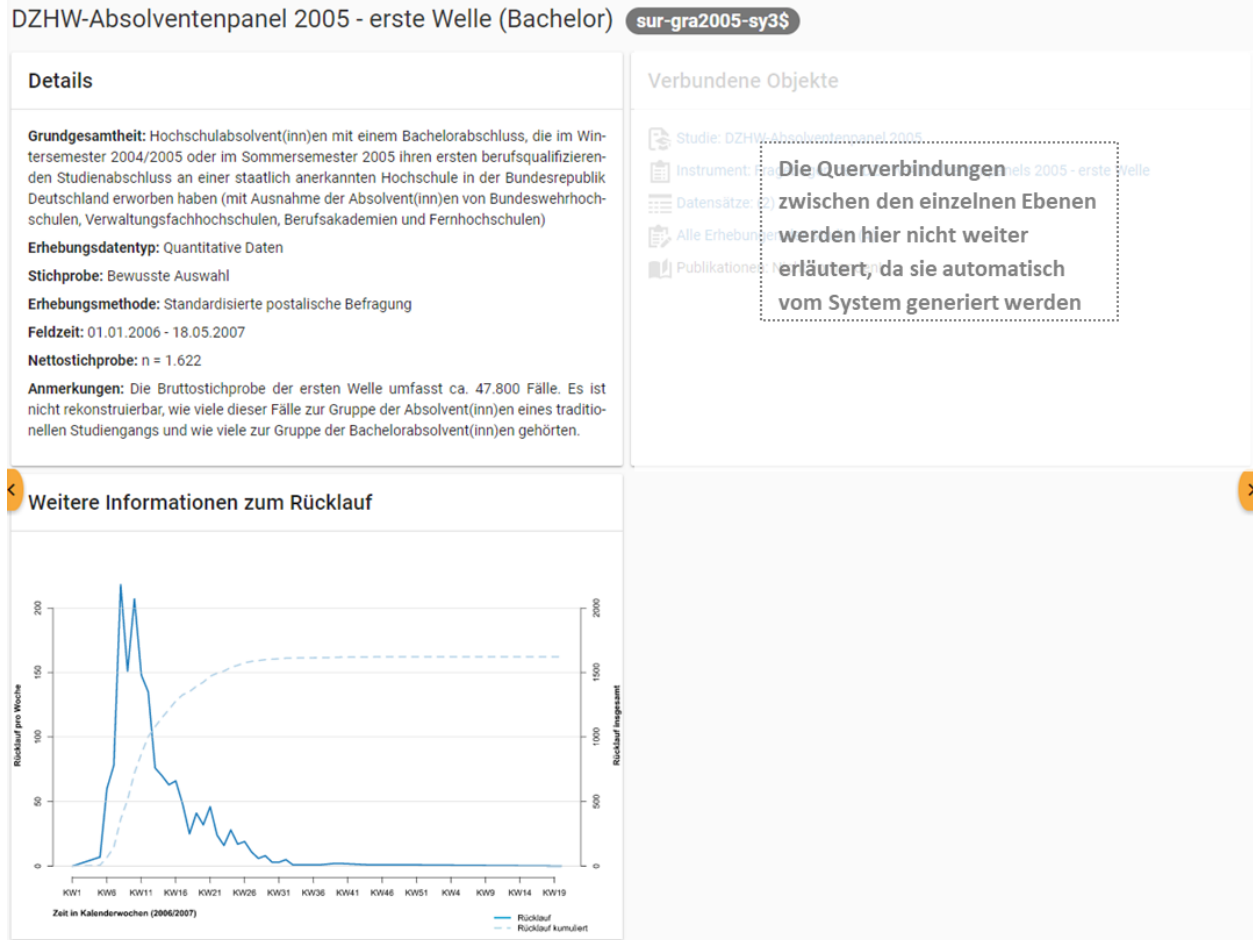 DZHW-Absolventenpanel 2005 - erste Welle (Bachelor) sur-gra2005-sy3$
Details
Grundgesamtheit: Hochschulabsolvent(inn)en mit einem Bachelorabschluss, die im Win-
tersemester 2004/2005 oder im Sommersemester 2005 ihren ersten berufsqualifizieren-
den Studienabschluss an einer staatlich anerkannten Hochschule in der Bundesrepublik
Deutschland erworben haben (mit Ausnahme der Absolvent(inn)en von Bundeswehrhoch-
schulen, Verwaltungsfachhochschulen, Berufsakademien und Fernhochschulen)
Erhebungsdatentyp: Quantitative Daten
Stichprobe: Bewusste Auswahl
Erhebungsmethode: Standardisierte postalische Befragung
Feldzeit: 01.01.2006 - 18.05.2007
Nettostichprobe: n = 1.622
Anmerkungen: Die Bruttostichprobe der ersten Welle umfasst ca. 47.800 Fälle. Es ist
nicht rekonstruierbar, wie viele dieser Fälle zur Gruppe der Absolvent(inn)en eines traditio-
nellen Studiengangs und wie viele zur Gruppe der Bachelorabsolvent(inn)en gehörten.
Verbundene Objekte
Studie: DZHW-Absolventenpanel 2005
Instrument: 2005 - erste Welle
Datensätze: (2)
Alle
Publikationen:
Die Querverbindungen
zwischen den einzelnen Ebenen
werden hier nicht weiter
erläutert, da sie automatisch
vom System generiert werden
Weitere Informationen zum Rücklauf
Rücklauf pro Woche
0 50 100 150 200
Rücklauf insgesamt
0 500 1000 1500 2000
KW1 KW6 KW11 KW16 KW21 KW26 KW31 KW36 KW41 KW46 KW51 KW4 KW9 KW14 KW19
Zeit in Kalenderwochen (2006/2007)
Rücklauf
Rücklauf kumuliert